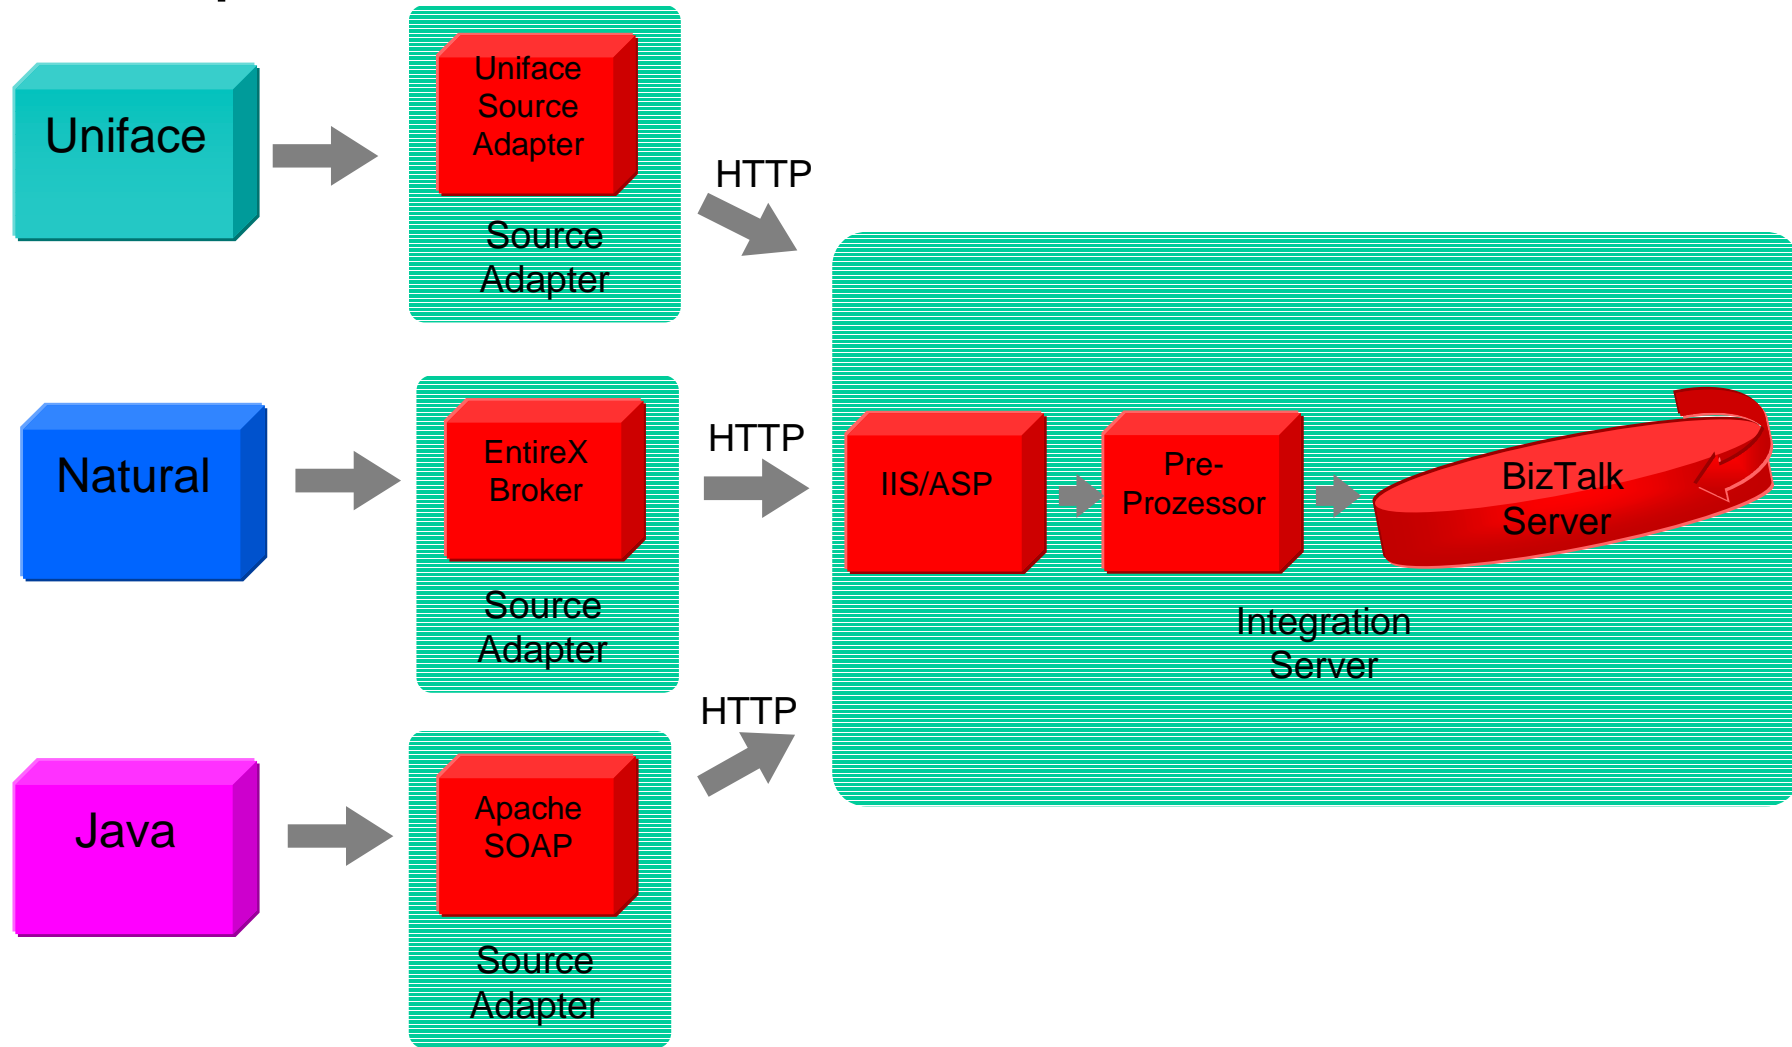 Uniface
Uniface
Source
Adapter
Source
Adapter
HTTP
Natural
EntireX
Broker
Source
Adapter
HTTP
IIS/ASP
Pre-
Prozessor
BizTalk
Server
Integration
Server
Java
Apache
SOAP
Source
Adapter
HTTP